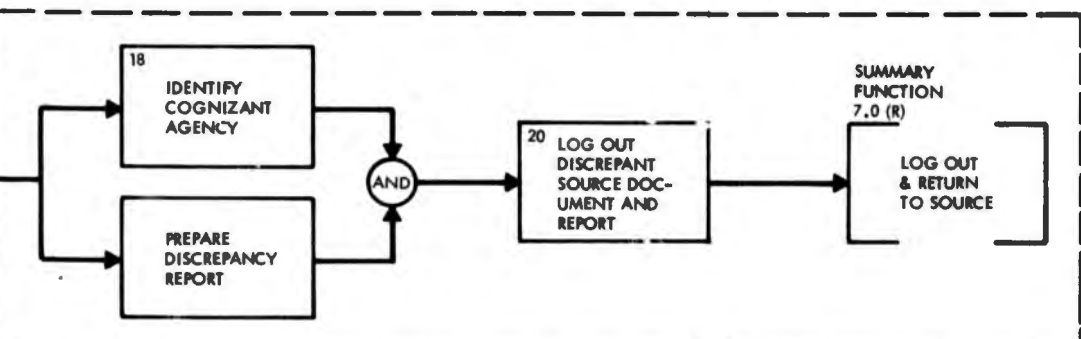 18
IDENTIFY
COGNIZANT
AGENCY
PREPARE
DISCREPANCY
REPORT
AND
20
LOG OUT
DISCREPANT
SOURCE DOC-
UMENT AND
REPORT
SUMMARY
FUNCTION
7.0 (R)
LOG OUT
& RETURN
TO SOURCE